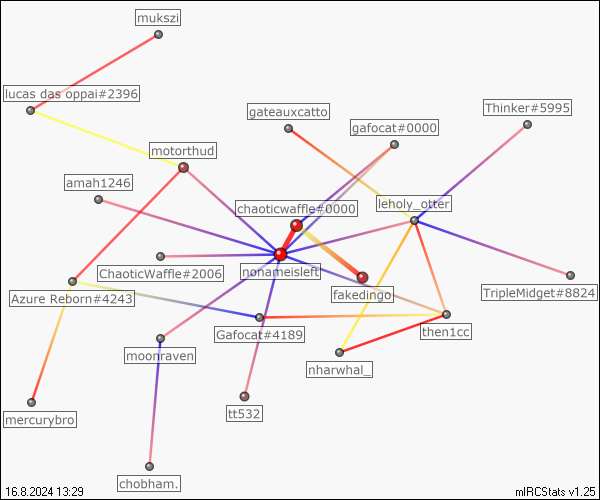 mukszi
lucas das oppai#2396
gateauxcatto
Thinker#5995
gafocat#0000
motorthud
amah1246
chaoticwaffle#0000
leholy_otter
ChaoticWaffle#2006
nonameisleft
fakedingo
TripleMidget#8824
Azure Reborn#4243
Gafocat#4189
then1cc
moonraven
nharwhal_
mercurybro
tt532
chobham.
16.8.2024 13:29
mIRCStats v1.25